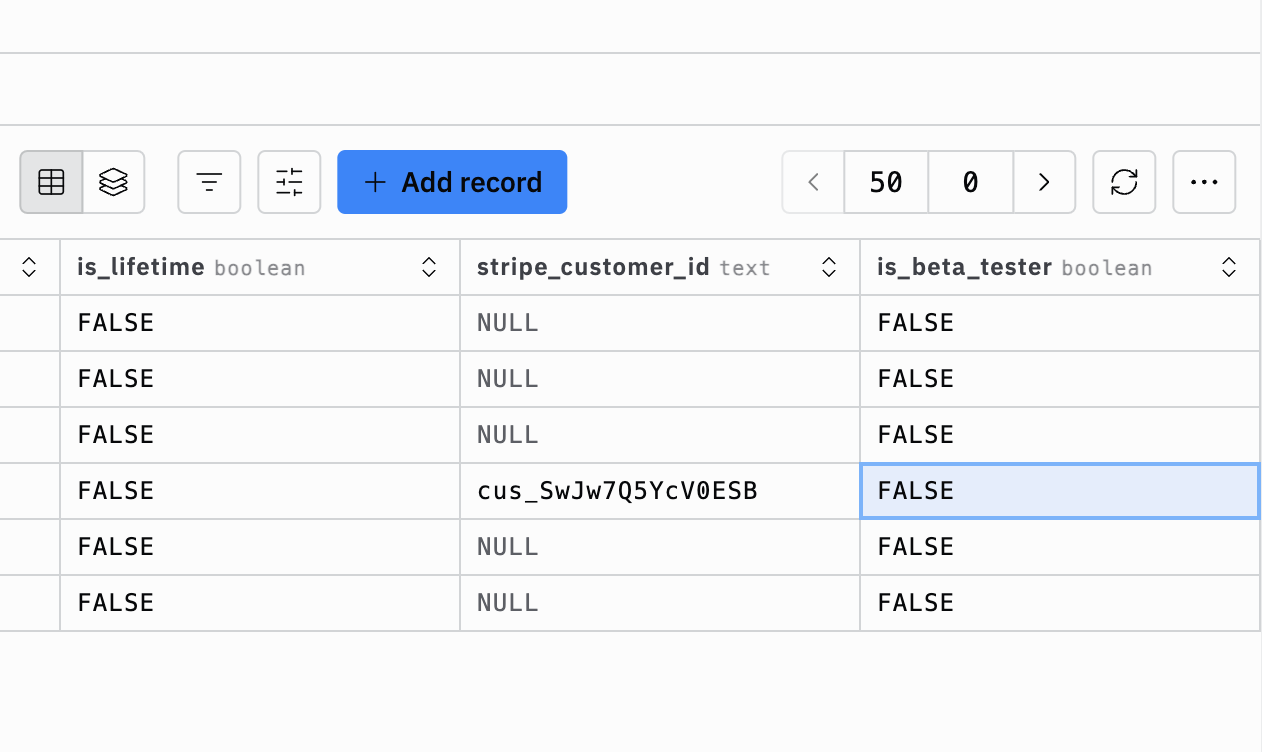 Add record 50 0
is_lifetime boolean stripe_customer_id text is_beta_tester boolean
FALSE NULL FALSE
FALSE NULL FALSE
FALSE NULL FALSE
FALSE cus_SwJw7Q5YcV0ESB FALSE
FALSE NULL FALSE
FALSE NULL FALSE